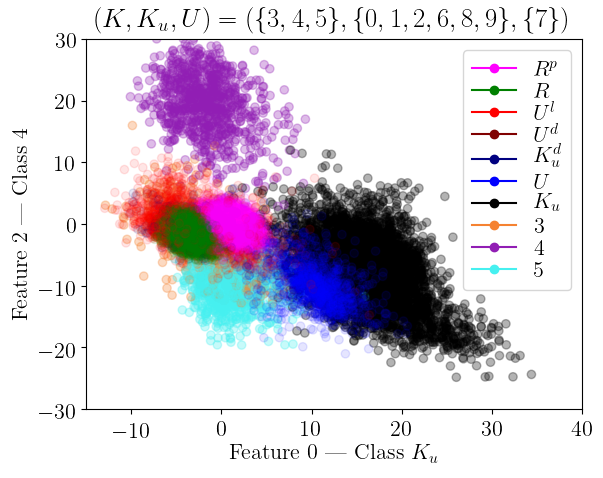 (K, K_u, U) = ({3, 4, 5}, {0, 1, 2, 6, 8, 9}, {7})
30
20
10
0
−10
−20
−30
Feature 2 — Class 4
R^p
R
U^l
U^d
K_u^d
U
K_u
3
4
5
−10
0
10
20
30
40
Feature 0 — Class K_u